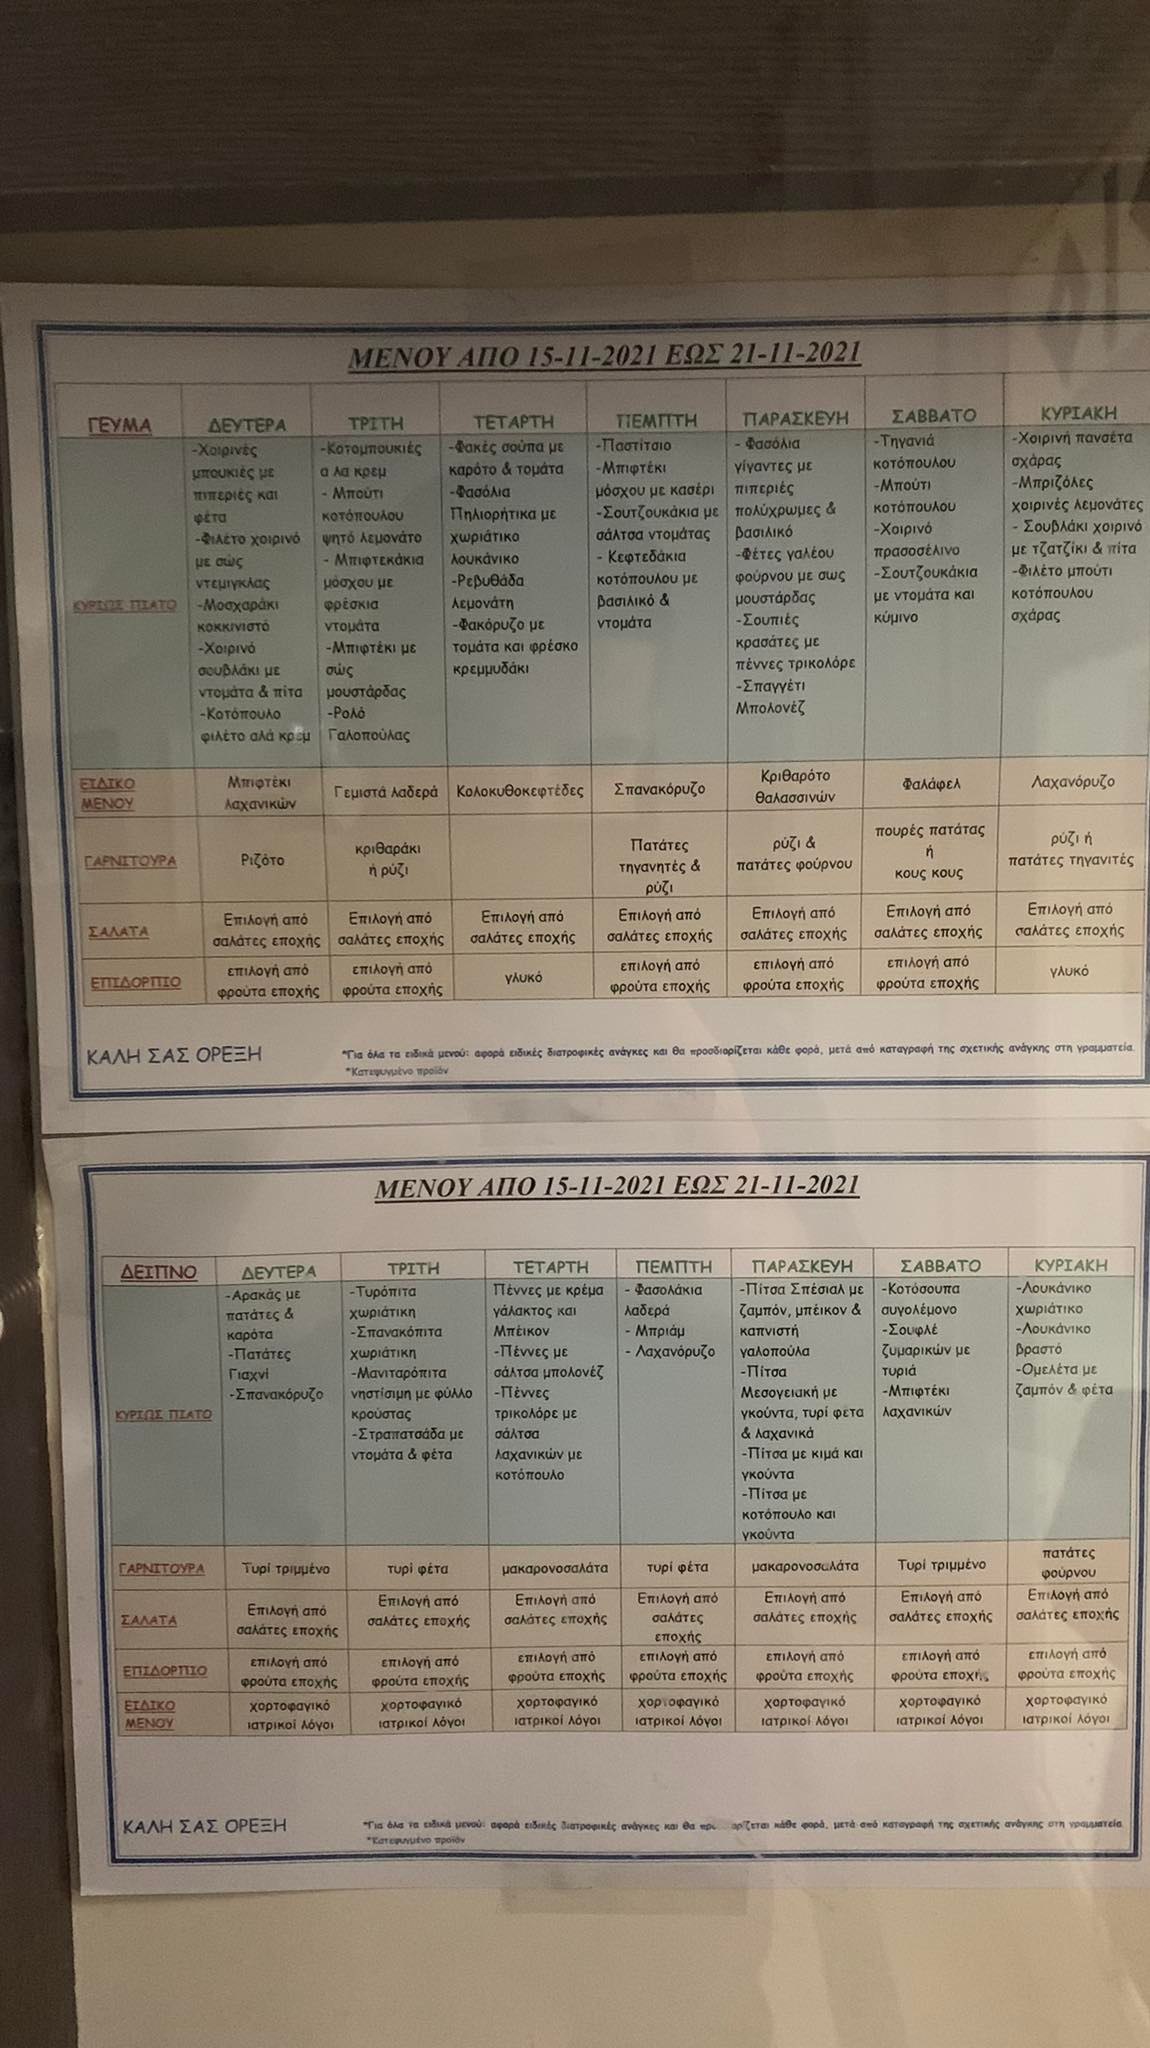 ΜΕΝΟΥ ΑΠΟ 15-11-2021 ΕΩΣ 21-11-2021
ΓΕΥΜΑ
ΔΕΥΤΕΡΑ
ΤΡΙΤΗ
ΤΕΤΑΡΤΗ
ΠΕΜΠΤΗ
ΠΑΡΑΣΚΕΥΗ
ΣΑΒΒΑΤΟ
ΚΥΡΙΑΚΗ
ΚΥΡΙΩΣ ΠΙΑΤΟ
-Χοιρινές
μπουκιές με
πιπεριές και
φέτα
-Φιλέτο χοιρινό
με σώς
ντεμιγκλας
-Μοσχαράκι
κοκκινιστό
-Χοιρινό
σουβλάκι με
ντομάτα & πίτα
-Κοτόπουλο
φιλέτο αλά κρεμ
-Κοτομπουκιές
α λα κρεμ
- Μπούτι
κοτόπουλου
ψητό λεμονάτο
- Μπιφτεκάκια
μόσχου με
φρέσκια
ντομάτα
-Μπιφτέκι με
σώς
μουστάρδας
-Ρολό
Γαλοπούλας
-Φακές σούπα με
καρότο & τομάτα
-Φασόλια
Πηλιορήτικα με
χωριάτικο
λουκάνικο
-Ρεβυθάδα
λεμονάτη
-Φακόρυζο με
τομάτα και φρέσκο
κρεμμυδάκι
-Παστίτσιο
-Μπιφτέκι
μόσχου με κασέρι
-Σουτζουκάκια με
σάλτσα ντομάτας
- Κεφτεδάκια
κοτόπουλου με
βασιλικό &
ντομάτα
- Φασόλια
γίγαντες με
πιπεριές
πολύχρωμες &
βασιλικό
-Φέτες γαλέου
φούρνου με σως
μουστάρδας
-Σουπιές
κρασάτες με
πέννες τρικολόρε
-Σπαγγέτι
Μπολονέζ
-Τηγανιά
κοτόπουλου
-Μπούτι
κοτόπουλου
-Χοιρινό
πρασοσέλινο
-Σουτζουκάκια
με ντομάτα και
κύμινο
-Χοιρινή πανσέτα
σχάρας
-Μπριζόλες
χοιρινές λεμονάτες
- Σουβλάκι χοιρινό
με τζατζίκι & πίτα
-Φιλέτο μπούτι
κοτόπουλου
σχάρας
ΕΙΔΙΚΟ
ΜΕΝΟΥ
Μπιφτέκι
λαχανικών
Γεμιστά λαδερά
Κολοκυθοκεφτέδες
Σπανακόρυζο
Κριθαρότο
θαλασσινών
Φαλάφελ
Λαχανόρυζο
ΓΑΡΝΙΤΟΥΡΑ
Ριζότο
κριθαράκι
ή ρύζι
Πατάτες
τηγανητές &
ρύζι
ρύζι &
πατάτες φούρνου
πουρές πατάτας
ή
κους κους
ρύζι ή
πατάτες τηγανιτές
ΣΑΛΑΤΑ
Επιλογή από
σαλάτες εποχής
Επιλογή από
σαλάτες εποχής
Επιλογή από
σαλάτες εποχής
Επιλογή από
σαλάτες εποχής
Επιλογή από
σαλάτες εποχής
Επιλογή από
σαλάτες εποχής
Επιλογή από
σαλάτες εποχής
ΕΠΙΔΟΡΠΙΟ
επιλογή από
φρούτα εποχής
επιλογή από
φρούτα εποχής
γλυκό
επιλογή από
φρούτα εποχής
επιλογή από
φρούτα εποχής
επιλογή από
φρούτα εποχής
γλυκό
ΚΑΛΗ ΣΑΣ ΟΡΕΞΗ
*Για όλα τα ειδικά μενού: αφορά ειδικές διατροφικές ανάγκες και θα προσδιορίζεται κάθε φορά, μετά από καταγραφή της σχετικής ανάγκης στη γραμματεία.
*Κατεψυγμένο προϊόν
ΜΕΝΟΥ ΑΠΟ 15-11-2021 ΕΩΣ 21-11-2021
ΔΕΙΠΝΟ
ΔΕΥΤΕΡΑ
ΤΡΙΤΗ
ΤΕΤΑΡΤΗ
ΠΕΜΠΤΗ
ΠΑΡΑΣΚΕΥΗ
ΣΑΒΒΑΤΟ
ΚΥΡΙΑΚΗ
ΚΥΡΙΩΣ ΠΙΑΤΟ
-Αρακάς με
πατάτες &
καρότα
-Πατάτες
Γιαχνί
-Σπανακόρυζο
-Τυρόπιτα
χωριάτικη
-Σπανακόπιτα
χωριάτικη
-Μανιταρόπιτα
νηστίσιμη με φύλλο
κρούστας
-Στραπατσάδα με
ντομάτα & φέτα
Πέννες με κρέμα
γάλακτος και
Μπέικον
-Πέννες με
σάλτσα μπολονέζ
-Πέννες
τρικολόρε με
σάλτσα
λαχανικών με
κοτόπουλο
- Φασολάκια
λαδερά
- Μπριάμ
- Λαχανόρυζο
-Πίτσα Σπέσιαλ με
ζαμπόν, μπέικον &
καπνιστή
γαλοπούλα
-Πίτσα
Μεσογειακή με
γκούντα, τυρί φετα
& λαχανικά
-Πίτσα με κιμά και
γκούντα
-Πίτσα με
κοτόπουλο και
γκούντα
-Κοτόσουπα
αυγολέμονο
-Σουφλέ
ζυμαρικών με
τυριά
-Μπιφτέκι
λαχανικών
-Λουκάνικο
χωριάτικο
-Λουκάνικο
βραστό
-Ομελέτα με
ζαμπόν & φέτα
ΓΑΡΝΙΤΟΥΡΑ
Τυρί τριμμένο
τυρί φέτα
μακαρονοσαλάτα
τυρί φέτα
μακαρονοσαλάτα
Τυρί τριμμένο
πατάτες
φούρνου
ΣΑΛΑΤΑ
Επιλογή από
σαλάτες εποχής
Επιλογή από
σαλάτες εποχής
Επιλογή από
σαλάτες εποχής
Επιλογή από
σαλάτες
εποχής
Επιλογή από
σαλάτες εποχής
Επιλογή από
σαλάτες εποχής
Επιλογή από
σαλάτες εποχής
ΕΠΙΔΟΡΠΙΟ
επιλογή από
φρούτα εποχής
επιλογή από
φρούτα εποχής
επιλογή από
φρούτα εποχής
επιλογή από
φρούτα εποχής
επιλογή από
φρούτα εποχής
επιλογή από
φρούτα εποχής
επιλογή από
φρούτα εποχής
ΕΙΔΙΚΟ
ΜΕΝΟΥ
χορτοφαγικό
ιατρικοί λόγοι
χορτοφαγικό
ιατρικοί λόγοι
χορτοφαγικό
ιατρικοί λόγοι
χορτοφαγικό
ιατρικοί λόγοι
χορτοφαγικό
ιατρικοί λόγοι
χορτοφαγικό
ιατρικοί λόγοι
χορτοφαγικό
ιατρικοί λόγοι
ΚΑΛΗ ΣΑΣ ΟΡΕΞΗ
*Για όλα τα ειδικά μενού: αφορά ειδικές διατροφικές ανάγκες και θα κάθε φορά, μετά από καταγραφή της σχετικής ανάγκης στη γραμματεία
*Κατεψυγμένο προϊόν